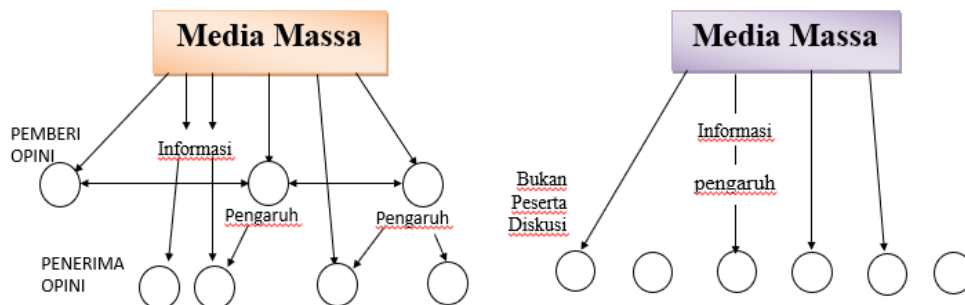 Media Massa
PEMBERI
OPINI
Informasi
Pengaruh
Pengaruh
PENERIMA
OPINI
Media Massa
Informasi
pengaruh
Bukan
Peserta
Diskusi